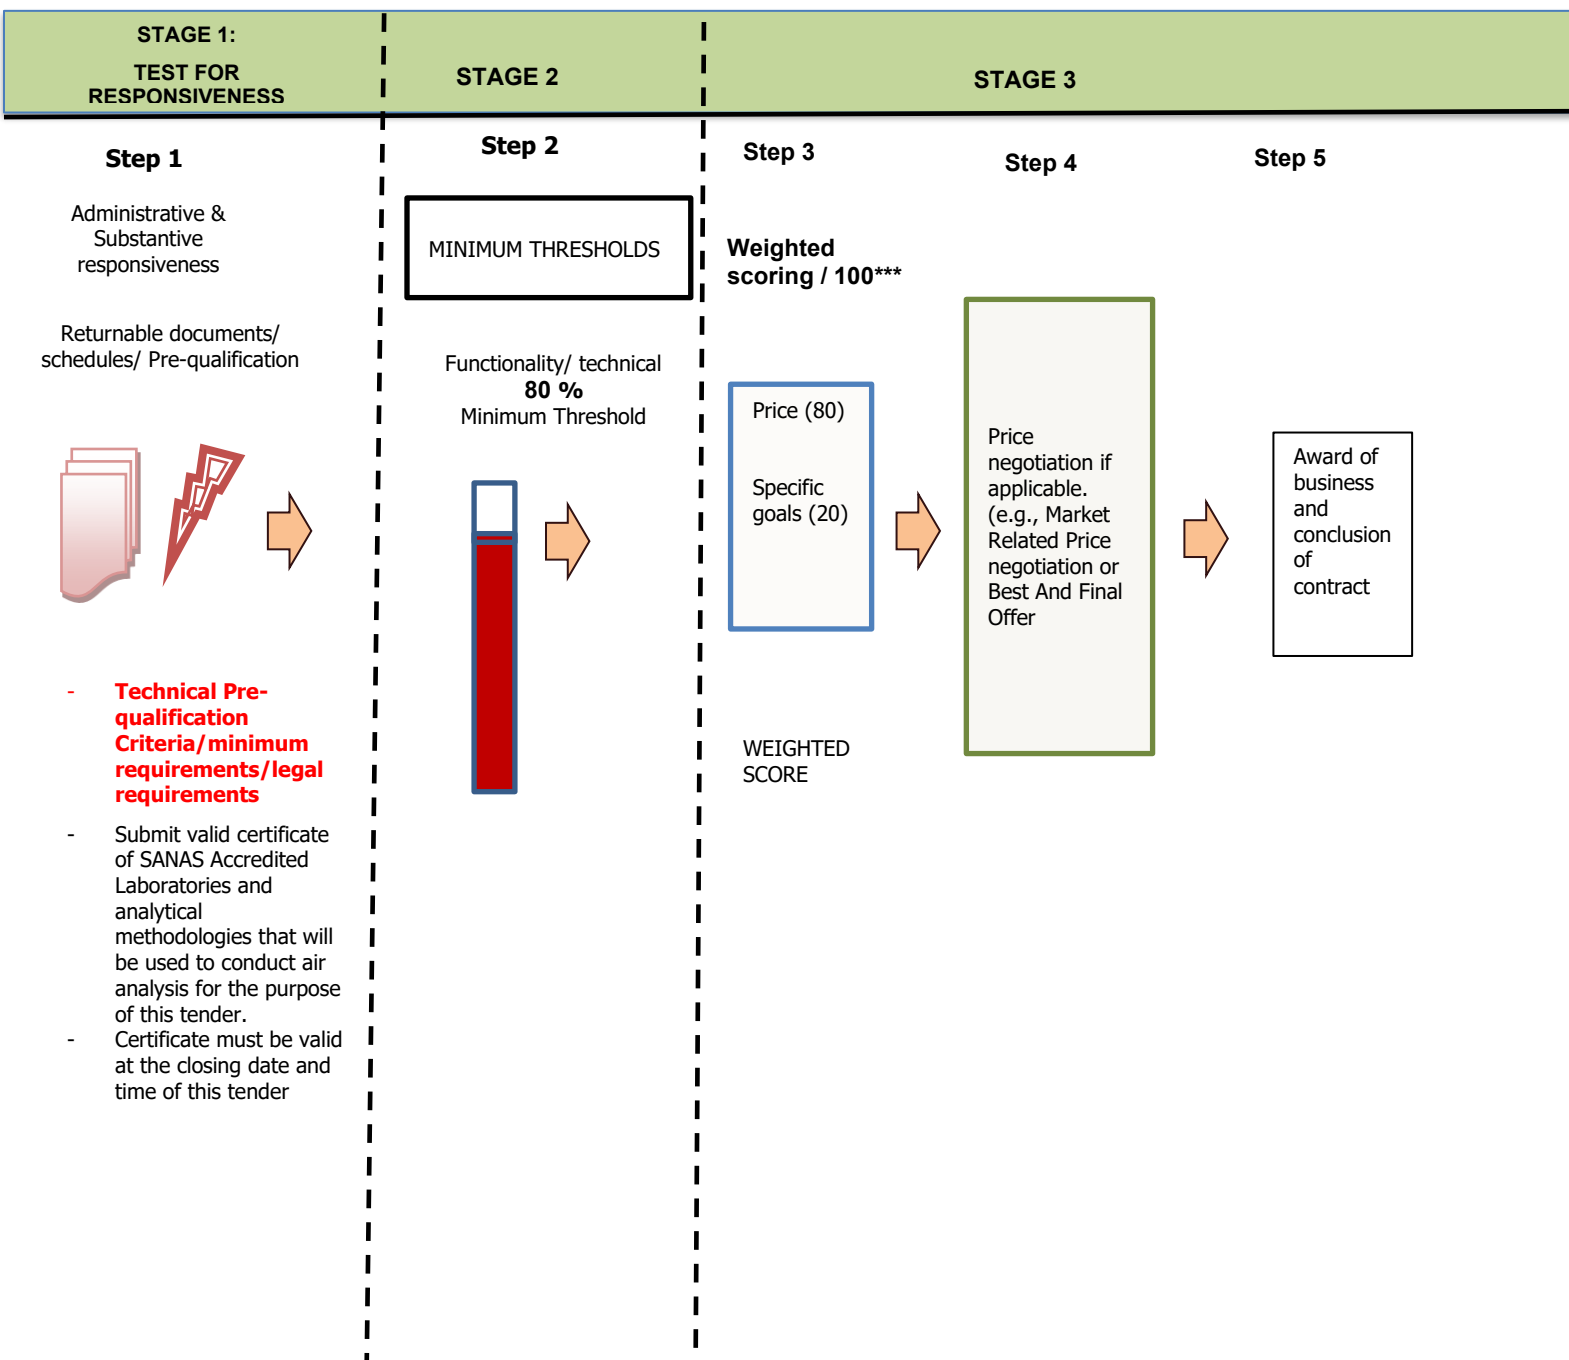 STAGE 1:
TEST FOR
RESPONSIVENESS
STAGE 2
STAGE 3
Step 1
Administrative &
Substantive
responsiveness
Returnable documents/
schedules/ Pre-qualification
- Technical Pre-
qualification
Criteria/minimum
requirements/legal
requirements
- Submit valid certificate
of SANAS Accredited
Laboratories and
analytical
methodologies that will
be used to conduct air
analysis for the purpose
of this tender.
- Certificate must be valid
at the closing date and
time of this tender
Step 2
MINIMUM THRESHOLDS
Functionality/ technical
80 %
Minimum Threshold
Step 3
Weighted
scoring / 100***
Price (80)
Specific
goals (20)
WEIGHTED
SCORE
Step 4
Price
negotiation if
applicable.
(e.g., Market
Related Price
negotiation or
Best And Final
Offer
Step 5
Award of
business
and
conclusion
of
contract